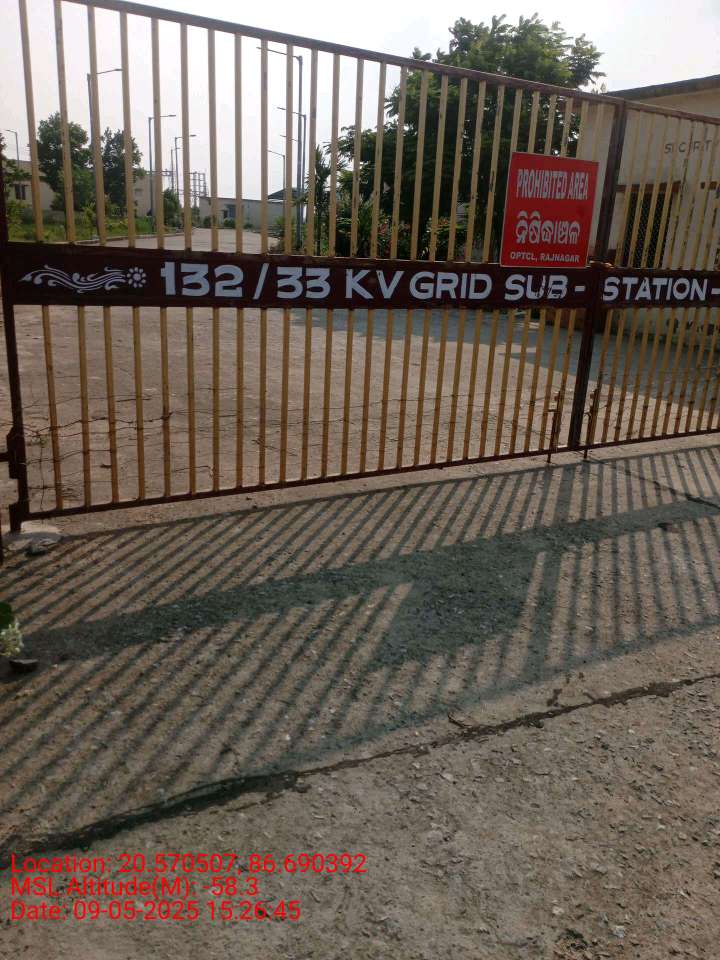 PROHIBITED AREA
ନିଷିଦ୍ଧାଞ୍ଚଳ
OPTCL, RAJNAGAR
132/33 KV GRID SUB-STATION-
Location: 20.570507, 86.690392
MSL Altitude(M): -58.3
Date: 09-05-2025 15:26:45